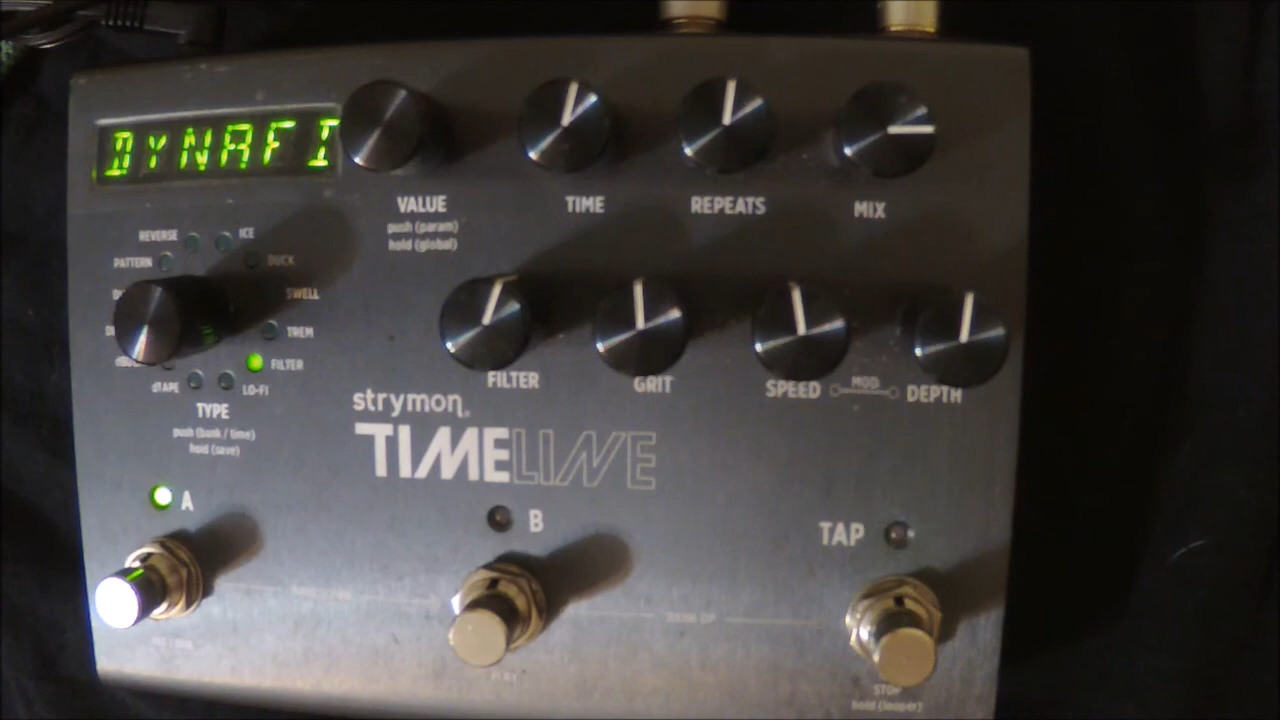 DYNAFI
VALUE
push (param)
hold (global)
TIME
REPEATS
MIX
REVERSE
ICE
PATTERN
DUCK
SWELL
TREM
FILTER
dTAPE
LO-FI
TYPE
push (bank / time)
hold (save)
FILTER
GRIT
SPEED
MOD
DEPTH
strymon.
TIMELINE
A
B
TAP
PLAY
STOP
hold (looper)